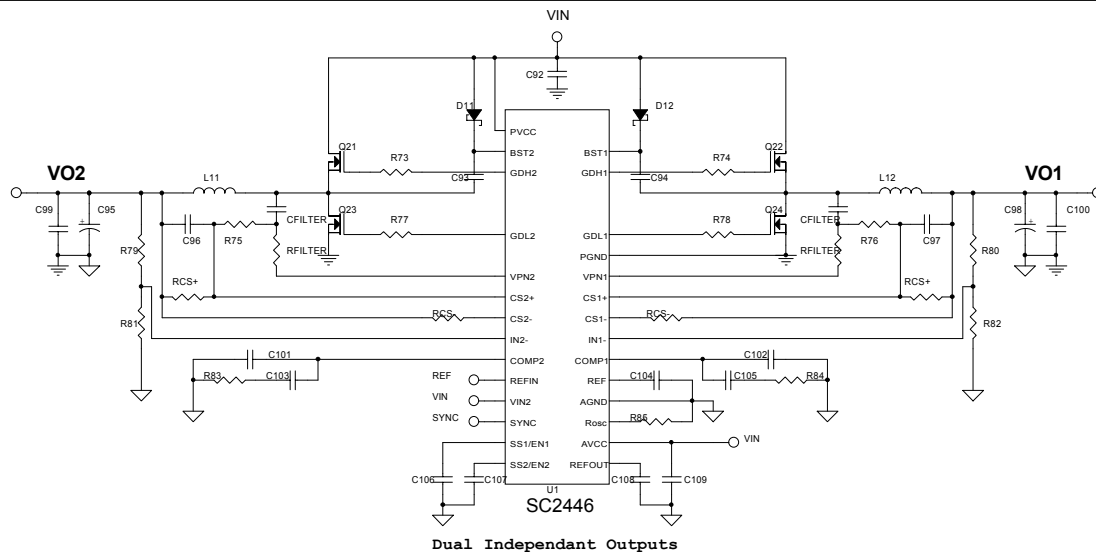 VIN
C92
D11
D12
PVCC
Q21
Q22
R73
BST2
BST1
R74
GDH2
GDH1
VO2
L11
C93
C94
L12
VO1
C99
C95
C96
R75
CFILTER
Q23
R77
GDL2
GDL1
R78
Q24
CFILTER
R76
C97
C98
C100
R79
RFILTER
PGND
RFILTER
R80
VPN2
VPN1
RCS+
CS2+
CS1+
RCS+
R81
RCS-
CS2-
CS1-
RCS-
R82
IN2-
IN1-
C101
COMP2
COMP1
C102
R83
C103
REF
REFIN
REF
C104
C105
R84
VIN
VIN2
AGND
SYNC
SYNC
Rosc
R85
SS1/EN1
AVCC
VIN
SS2/EN2
REFOUT
C106
C107
C108
C109
U1
SC2446
Dual Independant Outputs